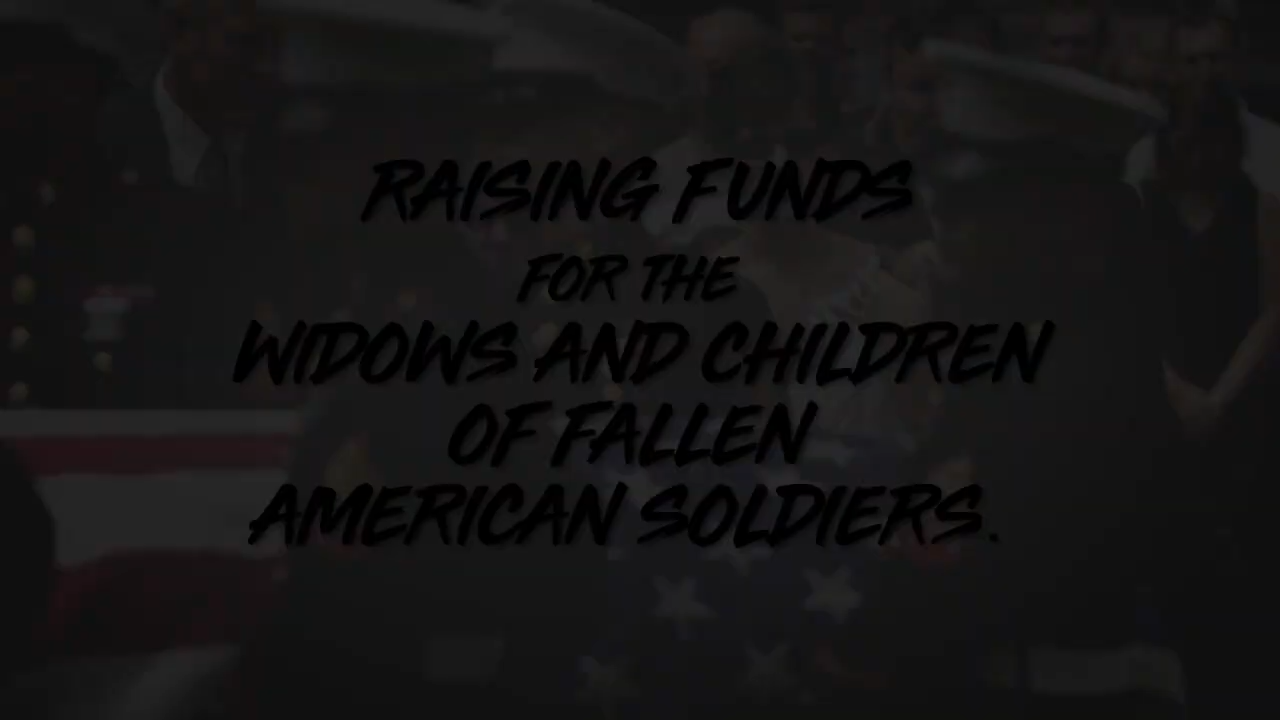 RAISING FUNDS
FOR THE
WIDOWS AND CHILDREN
OF FALLEN
AMERICAN SOLDIERS.